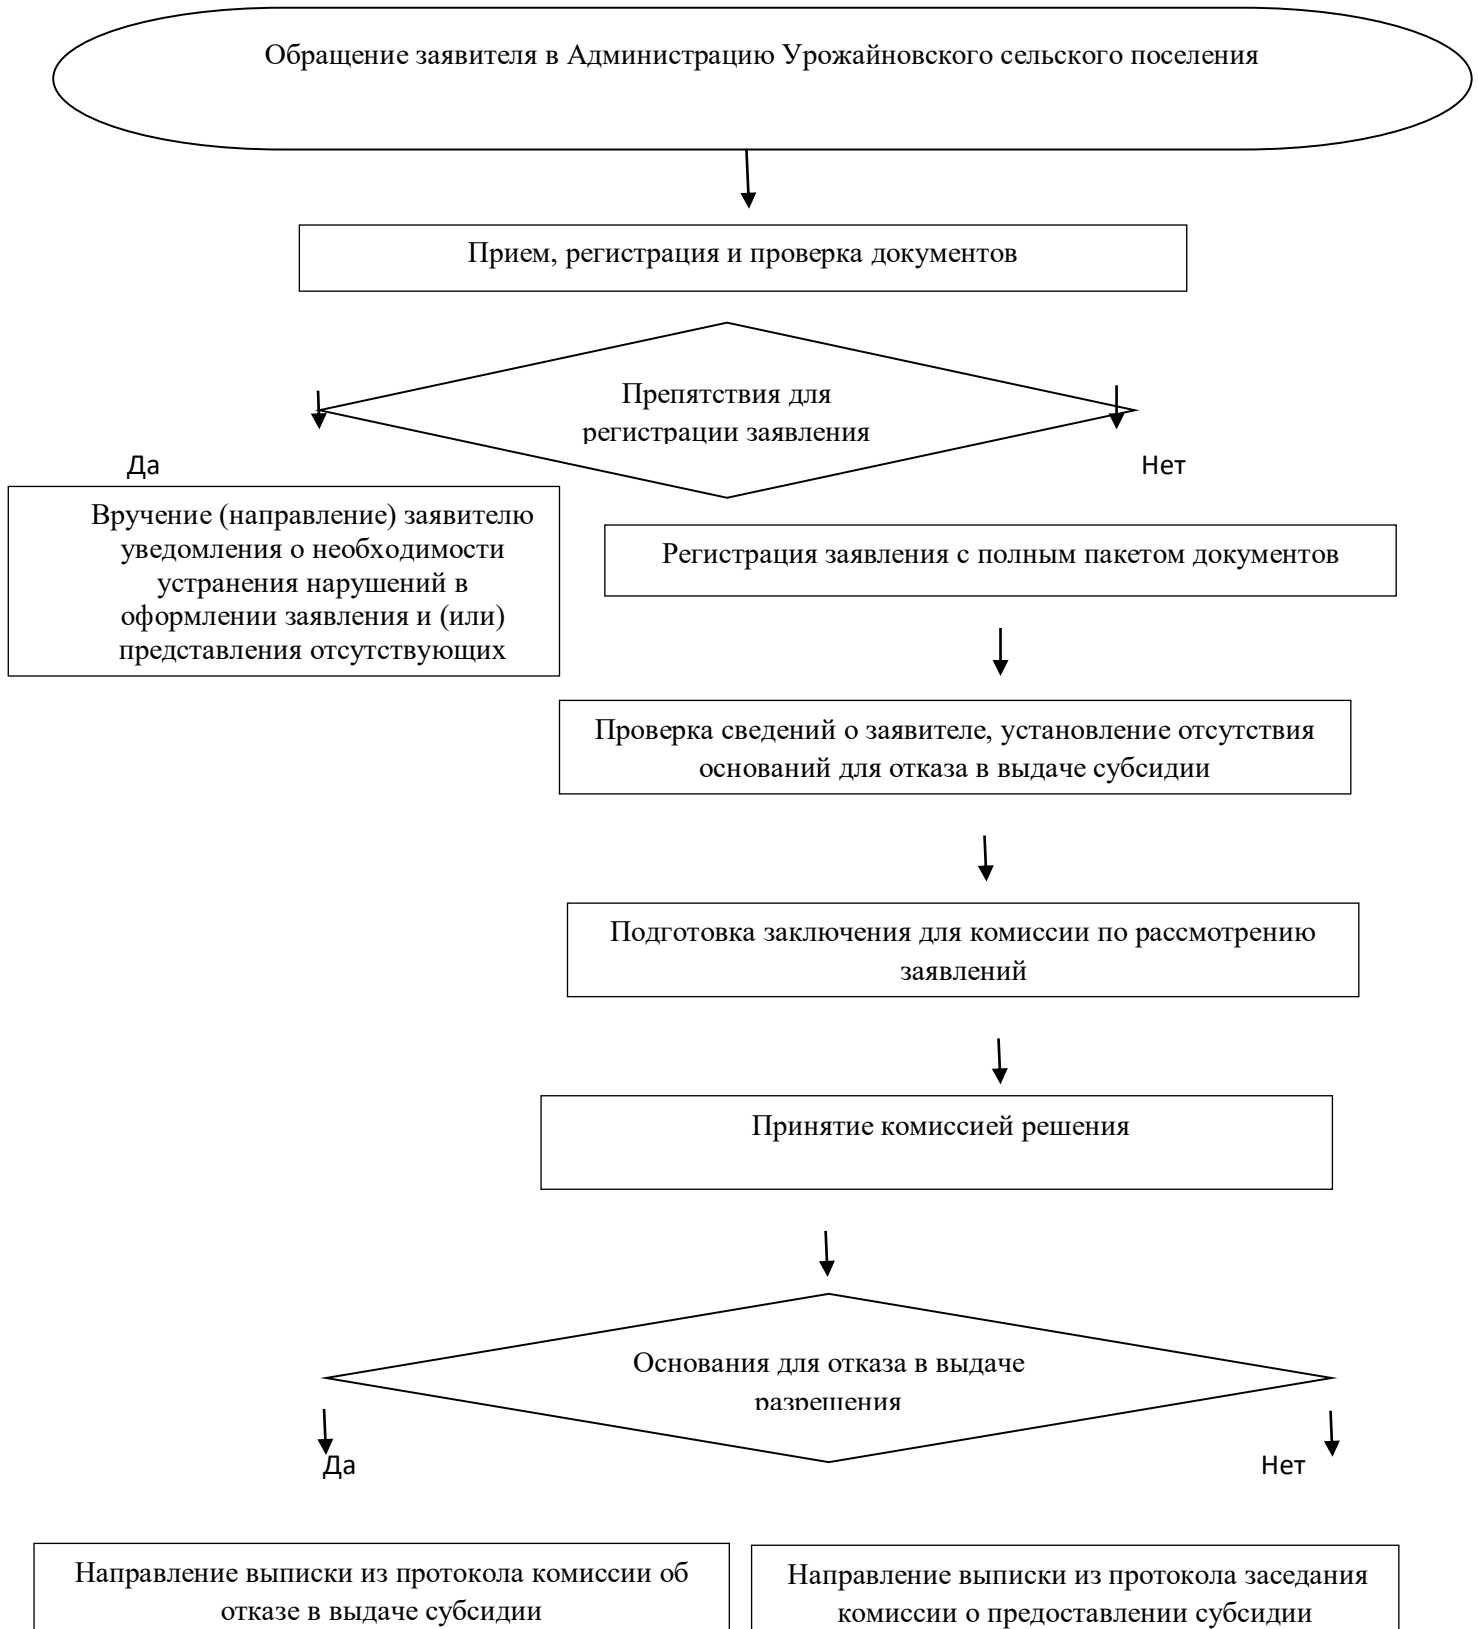 Обращение заявителя в Администрацию Урожайновского сельского поселения
Прием, регистрация и проверка документов
Препятствия для
регистрации заявления
Да
Нет
Вручение (направление) заявителю
уведомления о необходимости
устранения нарушений в
оформлении заявления и (или)
представления отсутствующих
Регистрация заявления с полным пакетом документов
Проверка сведений о заявителе, установление отсутствия
оснований для отказа в выдаче субсидии
Подготовка заключения для комиссии по рассмотрению
заявлений
Принятие комиссией решения
Основания для отказа в выдаче
разрешения
Да
Нет
Направление выписки из протокола комиссии об
отказе в выдаче субсидии
Направление выписки из протокола заседания
комиссии о предоставлении субсидии